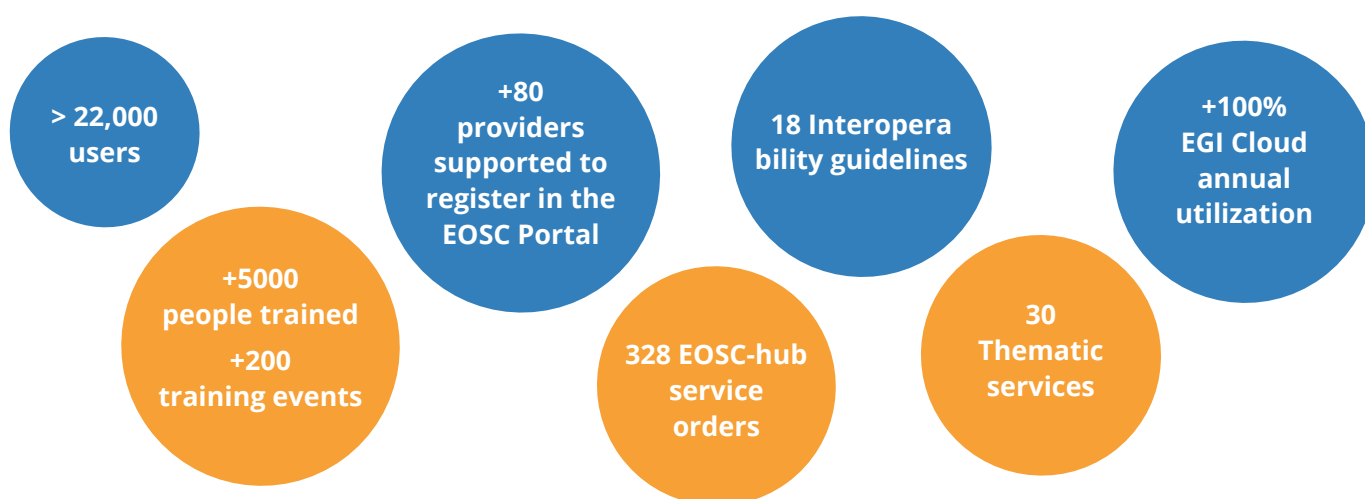 > 22,000
users
+5000
people trained
+200
training events
+80
providers
supported to
register in the
EOSC Portal
328 EOSC-hub
service
orders
18 Interopera
bility guidelines
30
Thematic
services
+100%
EGI Cloud
annual
utilization